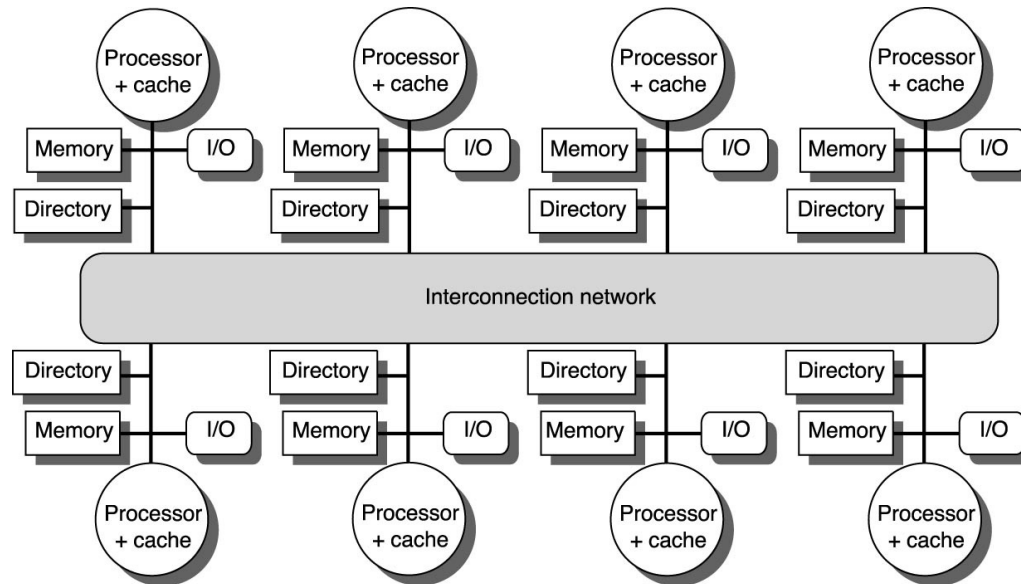 Processor
+ cache
Processor
+ cache
Processor
+ cache
Processor
+ cache
Memory
I/O
Memory
I/O
Memory
I/O
Memory
I/O
Directory
Directory
Directory
Directory
Interconnection network
Directory
Directory
Directory
Directory
Memory
I/O
Memory
I/O
Memory
I/O
Memory
I/O
Processor
+ cache
Processor
+ cache
Processor
+ cache
Processor
+ cache